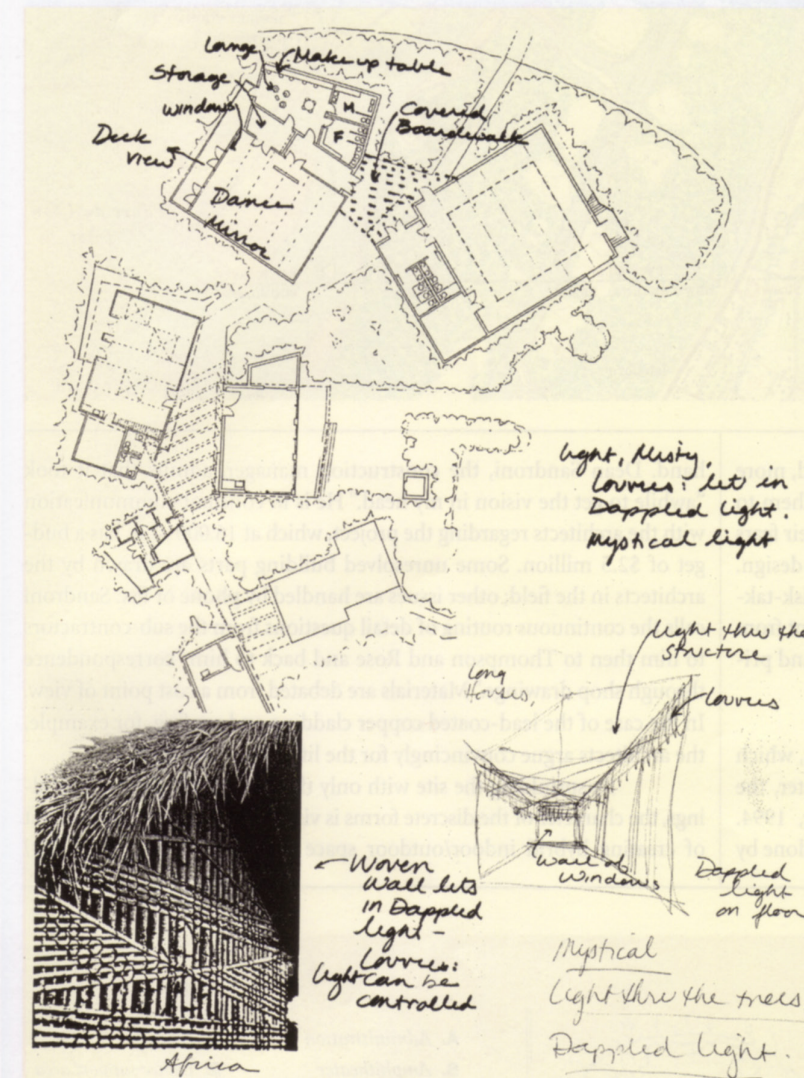 Lounge
Make up table
Storage
windows
M
F
Covered
Boardwalk
Deck
view
Dance
Mirror
light, Misty,
Louvres: let in
Dappled light.
Mystical light
light thru the
structure
Long
Houses,
Louvres
Wall of
Windows
Dappled
light
on floor
Woven
Wall lets
in Dappled
light –
Louvres:
light can be
controlled
Africa
Mystical
Light thru the trees
Dappled light.